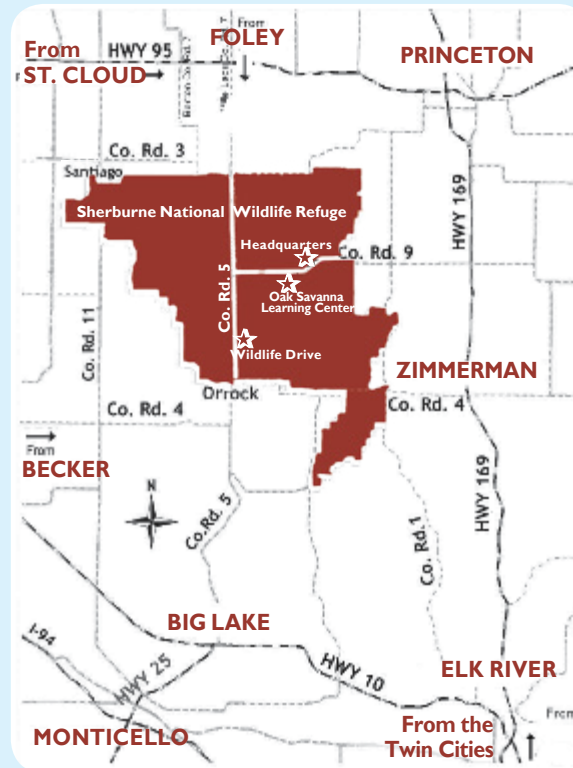 From
FOLEY
From
ST. CLOUD
HWY 95
PRINCETON
Co. Rd. 3
Santiago
Sherburne National Wildlife Refuge
Headquarters
Co. Rd. 9
HWY 169
Co. Rd. 5
Oak Savanna
Learning Center
Co. Rd. 11
Wildlife Drive
ZIMMERMAN
Orrock
Co. Rd. 4
Co. Rd. 4
From
BECKER
N
Co.Rd. 5
HWY 169
Co.Rd.1
BIG LAKE
I-94
HWY 25
HWY 10
ELK RIVER
MONTICELLO
From the
Twin Cities
From